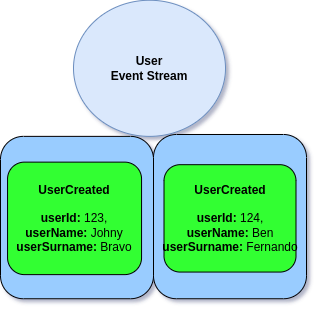 User
Event Stream
UserCreated
userId: 123,
userName: Johny
userSurname: Bravo
UserCreated
userId: 124,
userName: Ben
userSurname: Fernando